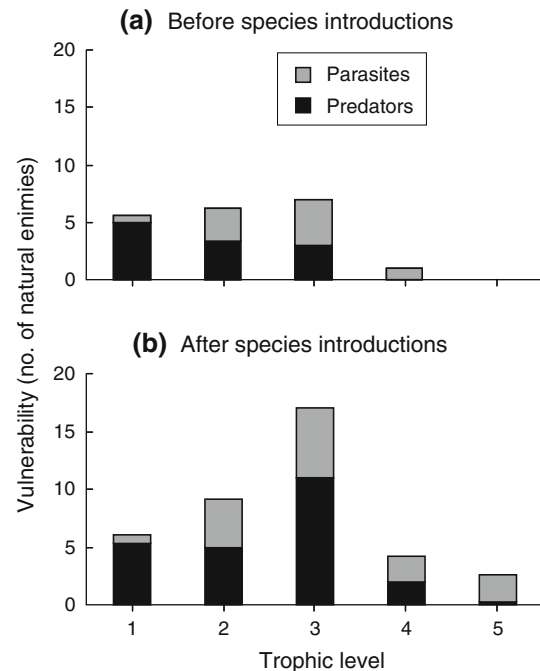 (a) Before species introductions
20
15
10
5
0
Parasites
Predators
Vulnerability (no. of natural enimies)
(b) After species introductions
20
15
10
5
0
1 2 3 4 5
Trophic level